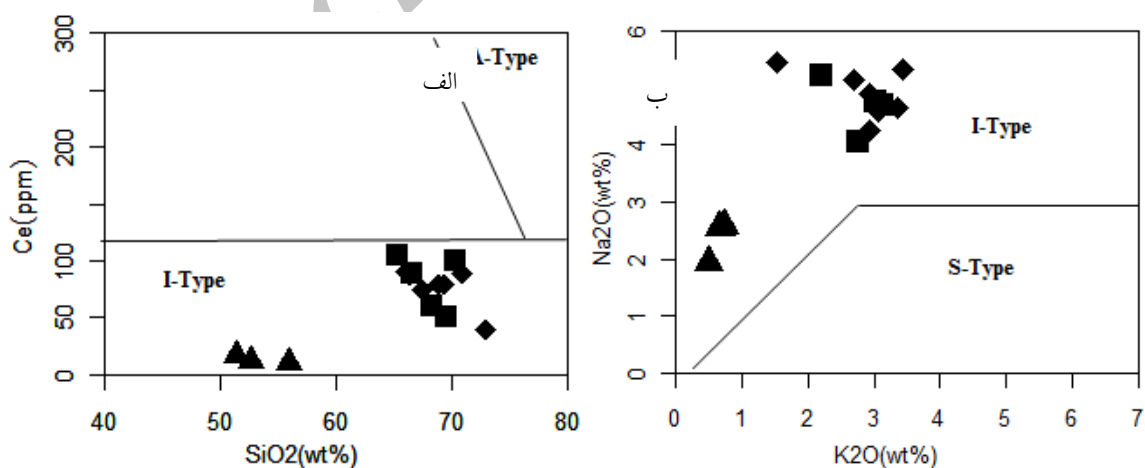 300
200
100
50
0
Ce(ppm)
الف
A-Type
I-Type
40 50 60 70 80
SiO2(wt%)
6
4
3
2
1
0
Na2O(wt%)
ب
I-Type
S-Type
0 1 2 3 4 5 6 7
K2O(wt%)